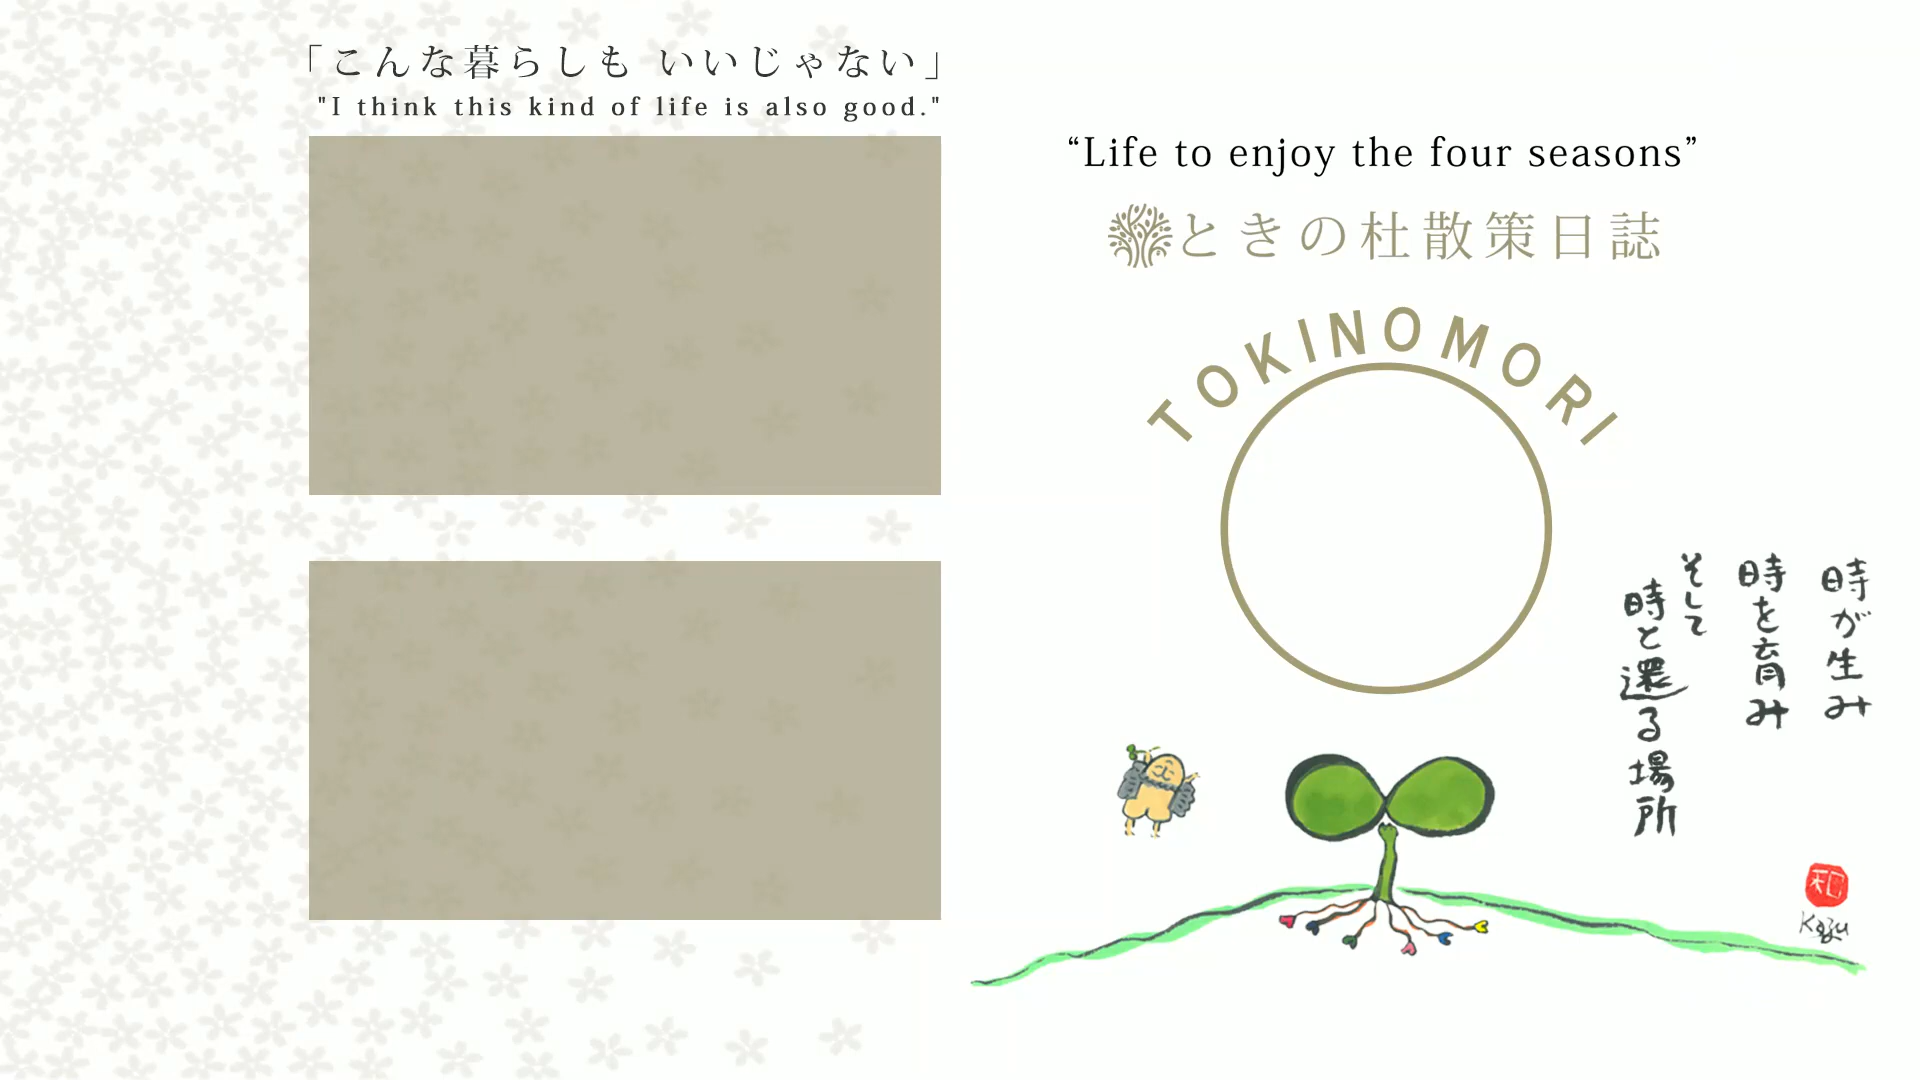 「こんな暮らしも いいじゃない」
"I think this kind of life is also good."
“Life to enjoy the four seasons”
ときの杜散策日誌
TOKINOMORI
時が生み
時を育み
そして
時と還る場所
和
Kazu